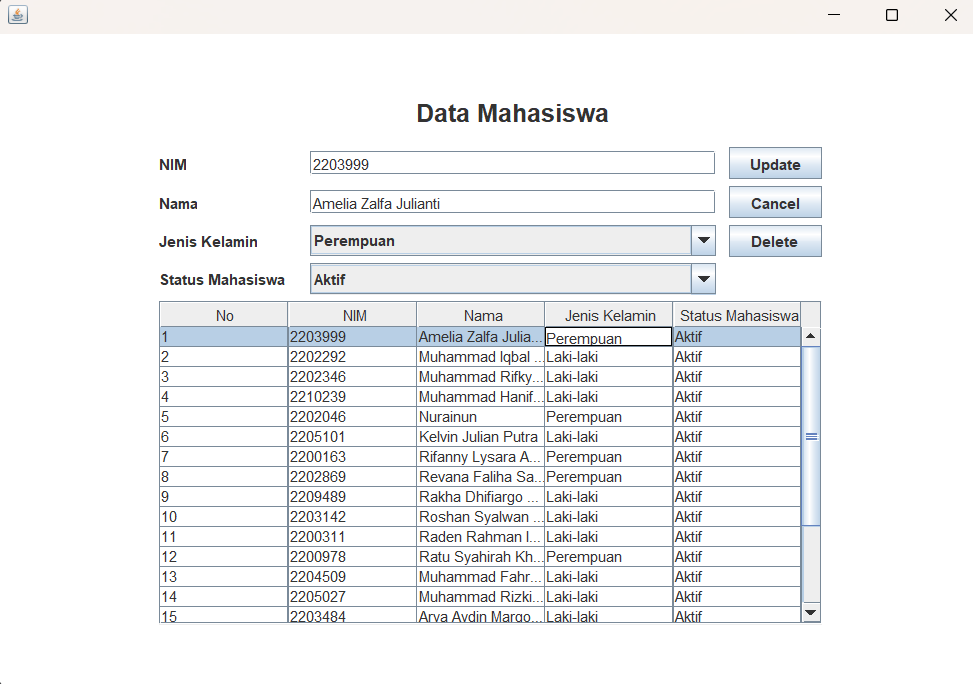 Data Mahasiswa
NIM 2203999 Update
Nama Amelia Zalfa Julianti Cancel
Jenis Kelamin Perempuan Delete
Status Mahasiswa Aktif
No NIM Nama Jenis Kelamin Status Mahasiswa
1 2203999 Amelia Zalfa Julia... Perempuan Aktif
2 2202292 Muhammad Iqbal ... Laki-laki Aktif
3 2202346 Muhammad Rifky... Laki-laki Aktif
4 2210239 Muhammad Hanif... Laki-laki Aktif
5 2202046 Nurainun Perempuan Aktif
6 2205101 Kelvin Julian Putra Laki-laki Aktif
7 2200163 Rifanny Lysara A... Perempuan Aktif
8 2202869 Revana Faliha Sa... Perempuan Aktif
9 2209489 Rakha Dhifiargo ... Laki-laki Aktif
10 2203142 Roshan Syalwan ... Laki-laki Aktif
11 2200311 Raden Rahman I... Laki-laki Aktif
12 2200978 Ratu Syahirah Kh... Perempuan Aktif
13 2204509 Muhammad Fahr... Laki-laki Aktif
14 2205027 Muhammad Rizki... Laki-laki Aktif
15 2203484 Arya Aydin Margo... Laki-laki Aktif